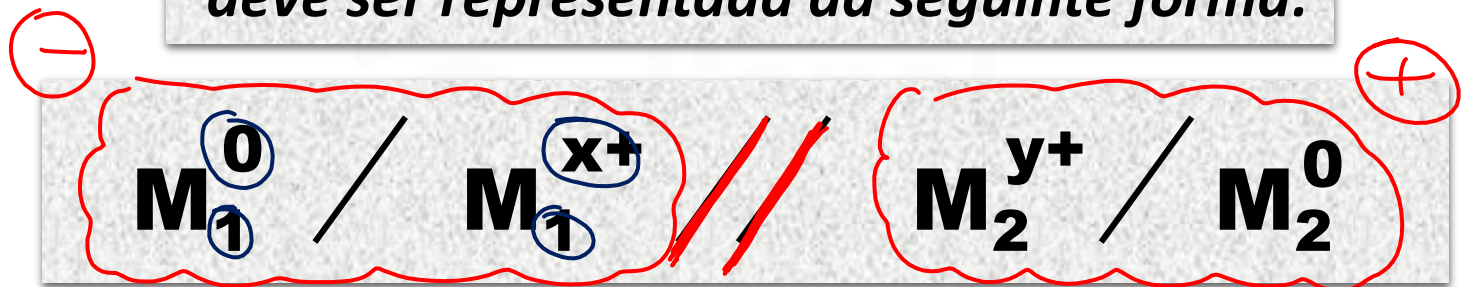 deve ser representada da seguinte forma:
− +
M₁⁰ / M₁ˣ⁺ // M₂ʸ⁺ / M₂⁰